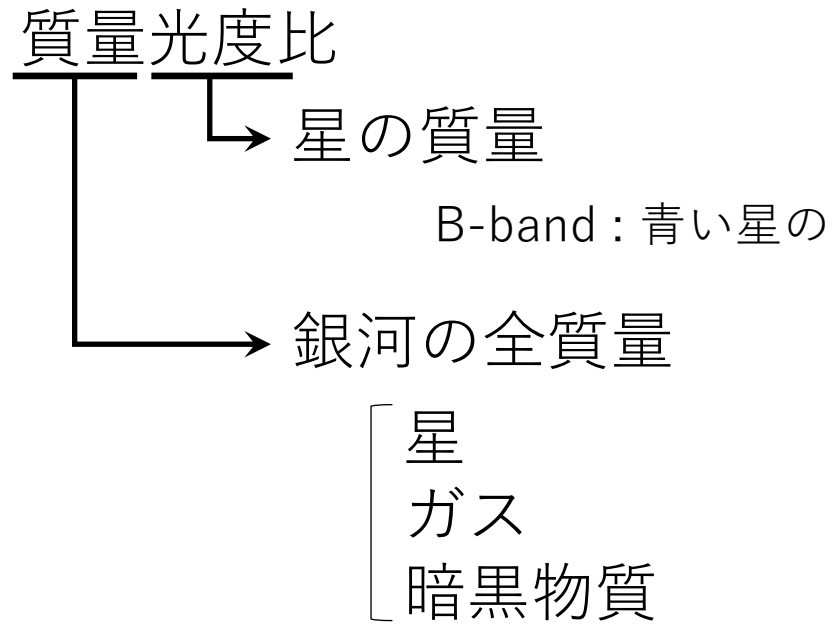 質量光度比
星の質量
B-band : 青い星の
銀河の全質量
星
ガス
暗黒物質